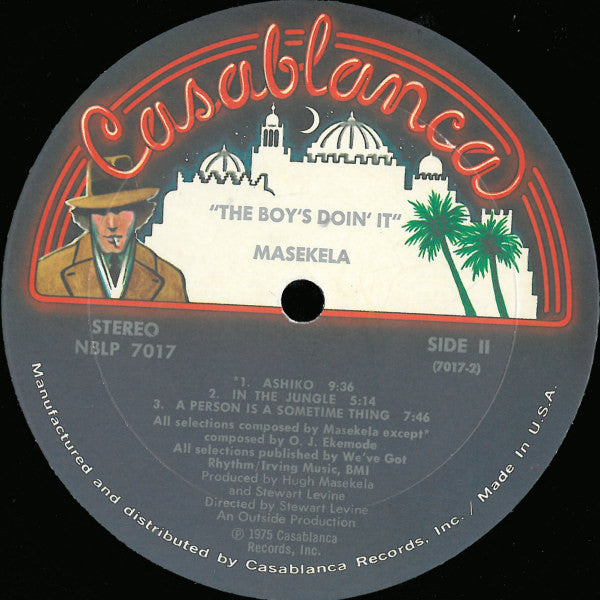 Casablanca
"THE BOY'S DOIN' IT"
MASEKELA
STEREO
NBLP 7017
SIDE II
(7017-2)
*1. ASHIKO 9:36
2. IN THE JUNGLE 5:14
3. A PERSON IS A SOMETIME THING 7:46
All selections composed by Masekela except*
composed by O. J. Ekemode
All selections published by We've Got
Rhythm/Irving Music, BMI
Produced by Hugh Masekela
and Stewart Levine
Directed by Stewart Levine
An Outside Production
℗ 1975 Casablanca
Records, Inc.
Manufactured and distributed by Casablanca Records, Inc. / Made In U.S.A.